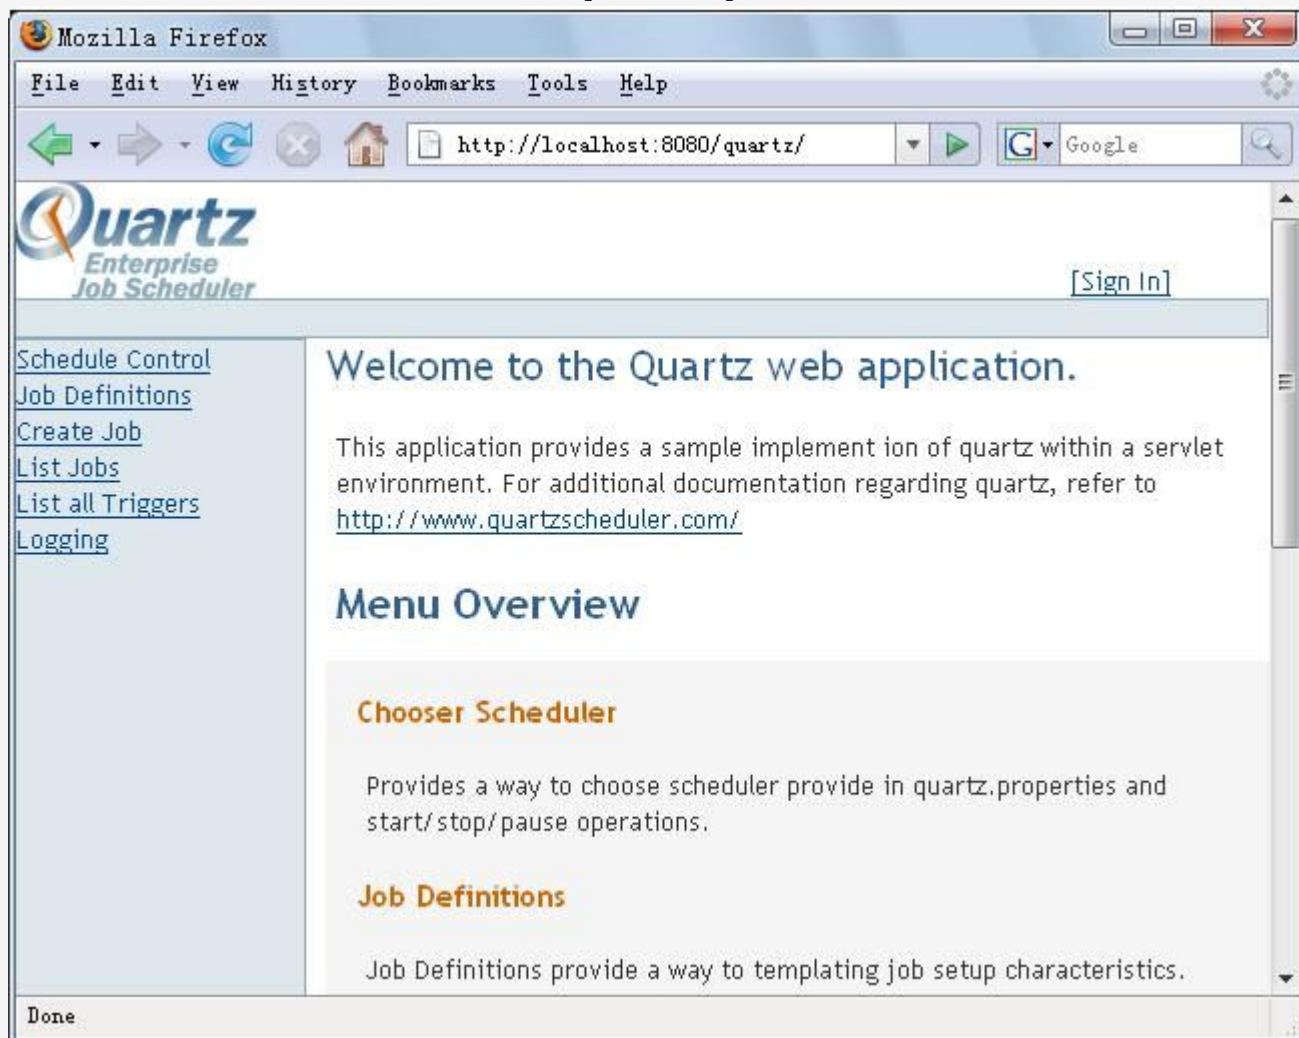 Mozilla Firefox
File Edit View History Bookmarks Tools Help
http://localhost:8080/quartz/ G Google
Quartz
Enterprise
Job Scheduler
[Sign In]
Schedule Control
Job Definitions
Create Job
List Jobs
List all Triggers
Logging
Welcome to the Quartz web application.
This application provides a sample implement ion of quartz within a servlet
environment. For additional documentation regarding quartz, refer to
http://www.quartzscheduler.com/
Menu Overview
Chooser Scheduler
Provides a way to choose scheduler provide in quartz.properties and
start/stop/pause operations.
Job Definitions
Job Definitions provide a way to templating job setup characteristics.
Done